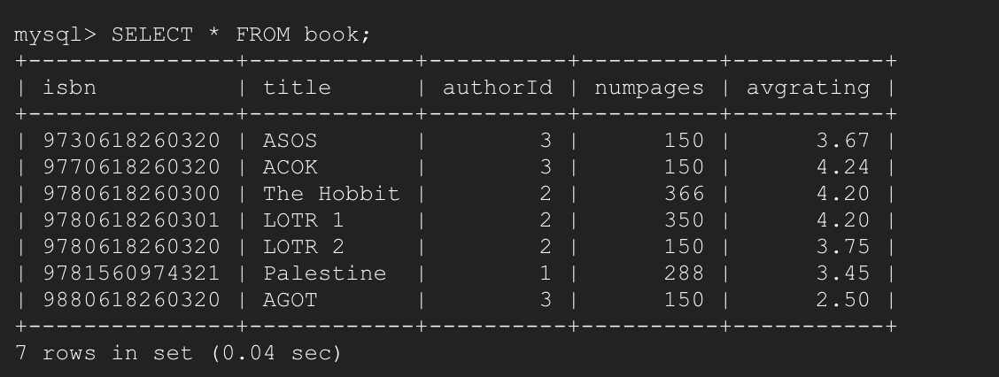 mysql> SELECT * FROM book;
+---------------+------------+----------+----------+-----------+
| isbn          | title      | authorId | numpages | avgrating |
+---------------+------------+----------+----------+-----------+
| 9730618260320 | ASOS       |        3 |      150 |      3.67 |
| 9770618260320 | ACOK       |        3 |      150 |      4.24 |
| 9780618260300 | The Hobbit |        2 |      366 |      4.20 |
| 9780618260301 | LOTR 1     |        2 |      350 |      4.20 |
| 9780618260320 | LOTR 2     |        2 |      150 |      3.75 |
| 9781560974321 | Palestine  |        1 |      288 |      3.45 |
| 9880618260320 | AGOT       |        3 |      150 |      2.50 |
+---------------+------------+----------+----------+-----------+
7 rows in set (0.04 sec)